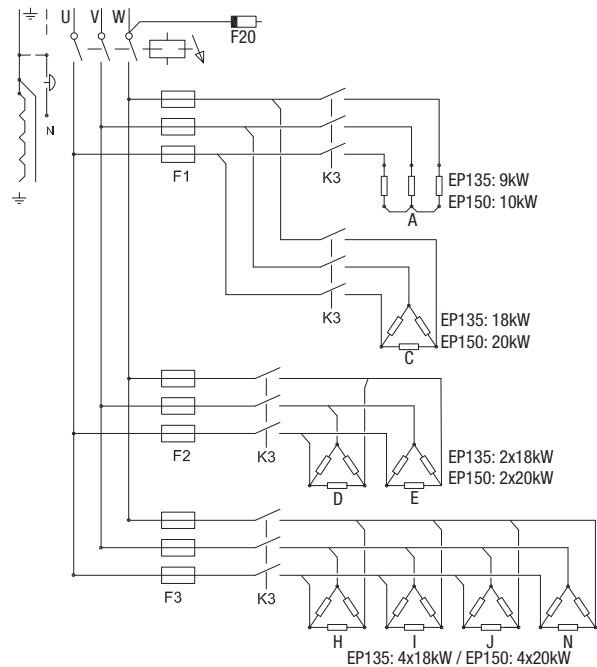 U V W
F20
N
F1
K3
EP135: 9kW
EP150: 10kW
A
K3
EP135: 18kW
EP150: 20kW
C
F2
K3
EP135: 2x18kW
EP150: 2x20kW
D E
F3
K3
H I J N
EP135: 4x18kW / EP150: 4x20kW